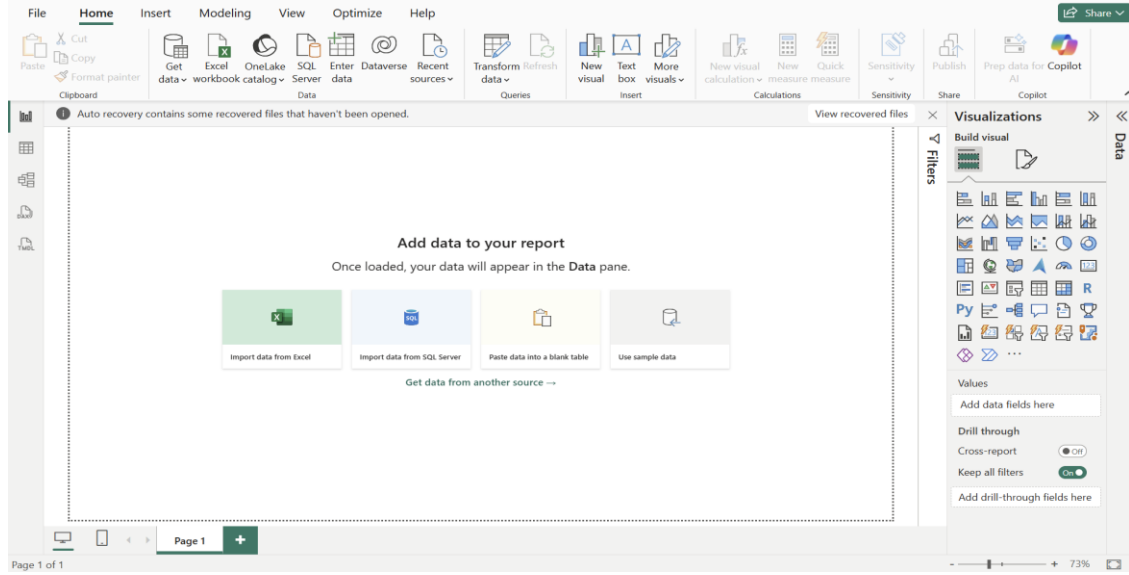 File Home Insert Modeling View Optimize Help Share
Paste
Cut
Copy
Format painter
Clipboard
Get data
Excel workbook
OneLake catalog
SQL Server
Enter data
Dataverse
Recent sources
Data
Transform data
Refresh
Queries
New visual
Text box
More visuals
Insert
New visual calculation
New measure
Quick measure
Calculations
Sensitivity
Sensitivity
Publish
Share
Prep data for AI
Copilot
Copilot
Auto recovery contains some recovered files that haven't been opened.
View recovered files
DAX
TMDL
Add data to your report
Once loaded, your data will appear in the Data pane.
X
Import data from Excel
SQL
Import data from SQL Server
Paste data into a blank table
Use sample data
Get data from another source →
Filters
Visualizations
Build visual
123
R
Py
Values
Add data fields here
Drill through
Cross-report
Off
Keep all filters
On
Add drill-through fields here
Data
Page 1
Page 1 of 1
- + 73%